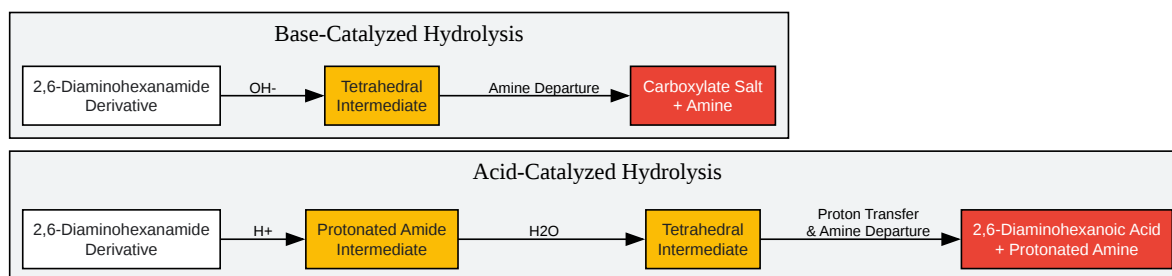 Base-Catalyzed Hydrolysis
2,6-Diaminohexanamide
Derivative
OH-
Tetrahedral
Intermediate
Amine Departure
Carboxylate Salt
+ Amine
Acid-Catalyzed Hydrolysis
2,6-Diaminohexanamide
Derivative
H+
Protonated Amide
Intermediate
H2O
Tetrahedral
Intermediate
Proton Transfer
& Amine Departure
2,6-Diaminohexanoic Acid
+ Protonated Amine